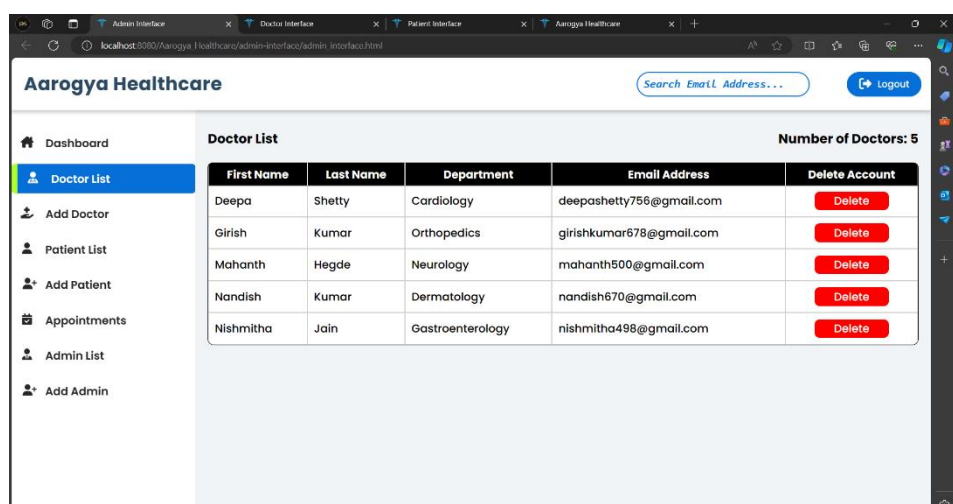 Admin Interface
Doctor Interface
Patient Interface
Aarogya Healthcare
localhost:8080/Aarogya_Healthcare/admin-interface/admin_interface.html
Aarogya Healthcare
Search Email Address...
Logout
Dashboard
Doctor List
Add Doctor
Patient List
Add Patient
Appointments
Admin List
Add Admin
Doctor List
Number of Doctors: 5
First Name Last Name Department Email Address Delete Account
Deepa Shetty Cardiology deepashetty756@gmail.com Delete
Girish Kumar Orthopedics girishkumar678@gmail.com Delete
Mahanth Hegde Neurology mahanth500@gmail.com Delete
Nandish Kumar Dermatology nandish670@gmail.com Delete
Nishmitha Jain Gastroenterology nishmitha498@gmail.com Delete